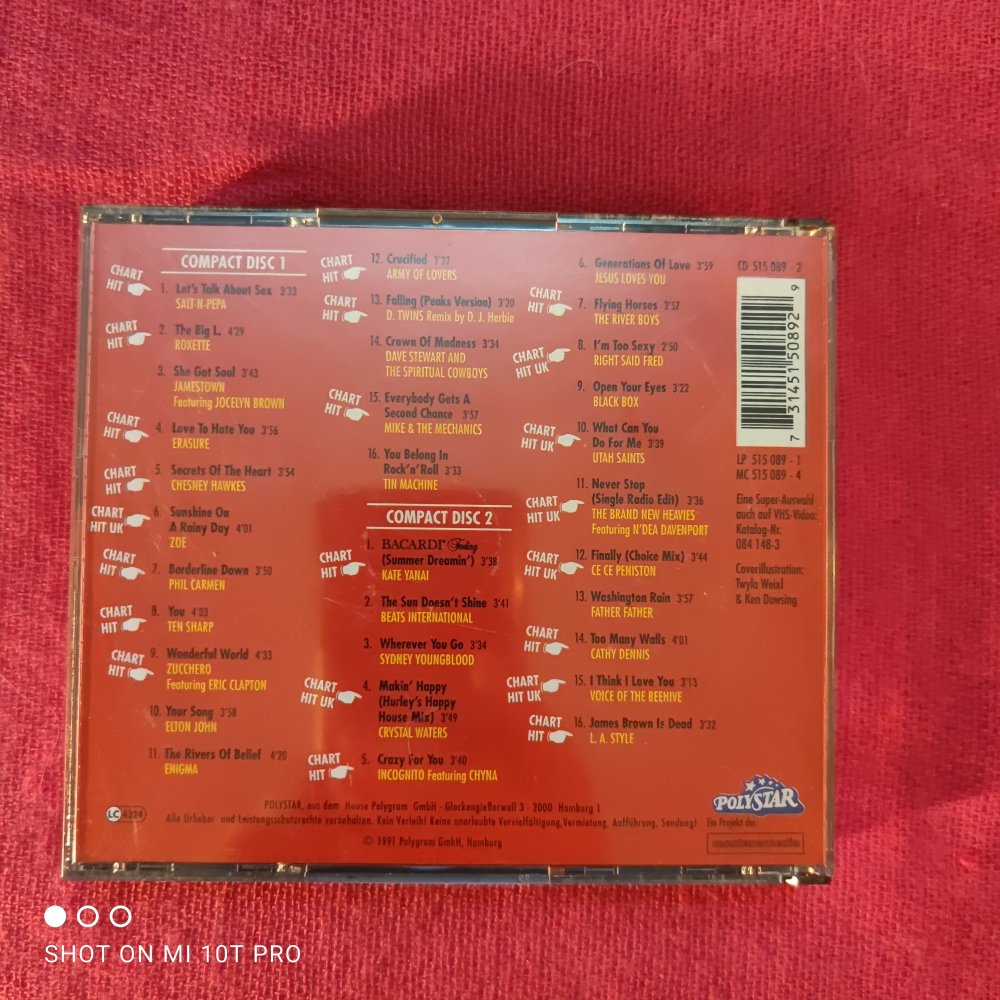 COMPACT DISC 1
CHART
HIT
1. Let's Talk About Sex 3'33
SALT-N-PEPA
CHART
HIT
2. The Big L. 4'29
ROXETTE
3. She Got Soul 3'43
JAMESTOWN
Featuring JOCELYN BROWN
CHART
HIT
4. Love To Hate You 3'56
ERASURE
CHART
HIT
5. Secrets Of The Heart 3'54
CHESNEY HAWKES
CHART
HIT UK
6. Sunshine On
A Rainy Day 4'01
ZOE
CHART
HIT
7. Borderline Down 3'50
PHIL CARMEN
CHART
HIT
8. You 4'03
TEN SHARP
CHART
HIT
9. Wonderful World 4'33
ZUCCHERO
Featuring ERIC CLAPTON
10. Your Song 3'58
ELTON JOHN
11. The Rivers Of Belief 4'20
ENIGMA
CHART
HIT
12. Crucified 3'32
ARMY OF LOVERS
CHART
HIT
13. Falling (Peaks Version) 3'20
D. TWINS Remix by D. J. Herbie
14. Crown Of Madness 3'34
DAVE STEWART AND
THE SPIRITUAL COWBOYS
CHART
HIT
15. Everybody Gets A
Second Chance 3'57
MIKE & THE MECHANICS
16. You Belong In
Rock'n'Roll 3'33
TIN MACHINE
COMPACT DISC 2
CHART
HIT
1. BACARDI Feeling
(Summer Dreamin') 3'38
KATE YANAI
2. The Sun Doesn't Shine 3'41
BEATS INTERNATIONAL
3. Wherever You Go 3'34
SYDNEY YOUNGBLOOD
CHART
HIT UK
4. Makin' Happy
(Hurley's Happy
House Mix) 3'49
CRYSTAL WATERS
CHART
HIT
5. Crazy For You 3'40
INCOGNITO Featuring CHYNA
6. Generations Of Love 3'59
JESUS LOVES YOU
CHART
HIT
7. Flying Horses 3'57
THE RIVER BOYS
CHART
HIT UK
8. I'm Too Sexy 2'50
RIGHT SAID FRED
9. Open Your Eyes 3'22
BLACK BOX
CHART
HIT UK
10. What Can You
Do For Me 3'39
UTAH SAINTS
CHART
HIT UK
11. Never Stop
(Single Radio Edit) 3'36
THE BRAND NEW HEAVIES
Featuring N'DEA DAVENPORT
CHART
HIT UK
12. Finally (Choice Mix) 3'44
CE CE PENISTON
13. Washington Rain 3'57
FATHER FATHER
CHART
HIT
14. Too Many Walls 4'01
CATHY DENNIS
CHART
HIT UK
15. I Think I Love You 3'13
VOICE OF THE BEEHIVE
CHART
HIT
16. James Brown Is Dead 3'32
L. A. STYLE
CD 515 089 - 2
7 31451 50892 9
LP 515 089 - 1
MC 515 089 - 4
Eine Super-Auswahl
auch auf VHS-Video:
Katalog-Nr.
084 148-3
Coverillustration:
Twyla Weixl
& Ken Dowsing
POLYSTAR
Ein Projekt der:
LC 4324
POLYSTAR, aus dem Hause Polygram GmbH · Glockengießerwall 3 · 2000 Hamburg 1
Alle Urheber- und Leistungsschutzrechte vorbehalten. Kein Verleih! Keine unerlaubte Vervielfältigung, Vermietung, Aufführung, Sendung!
© 1991 Polygram GmbH, Hamburg
SHOT ON MI 10T PRO